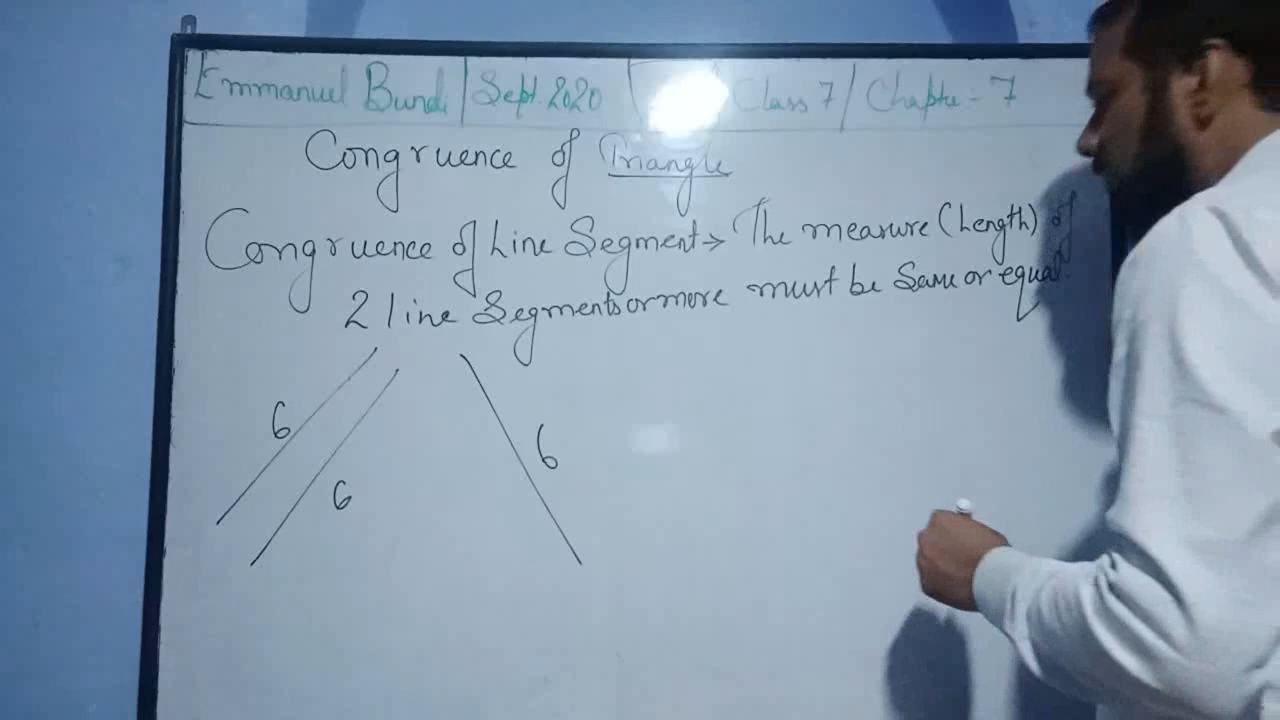 Emmanuel Bundi | Sept. 2020 | Class 7 | Chapter - 7
Congruence of Triangle
Congruence of Line Segment → The measure (Length) of
2 line Segments or more must be Same or equal.
6
6
6